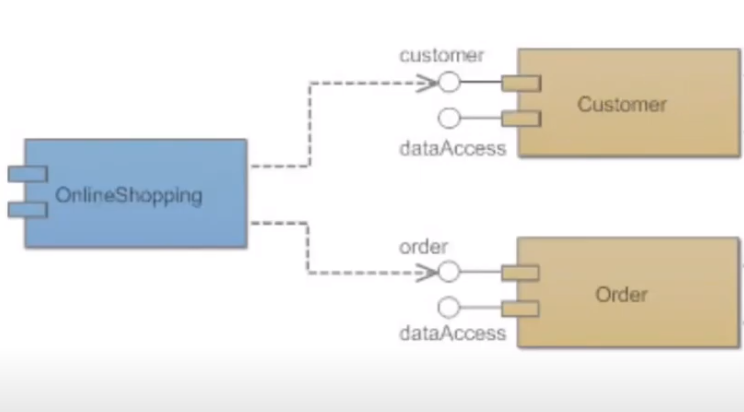 customer
Customer
dataAccess
OnlineShopping
order
Order
dataAccess